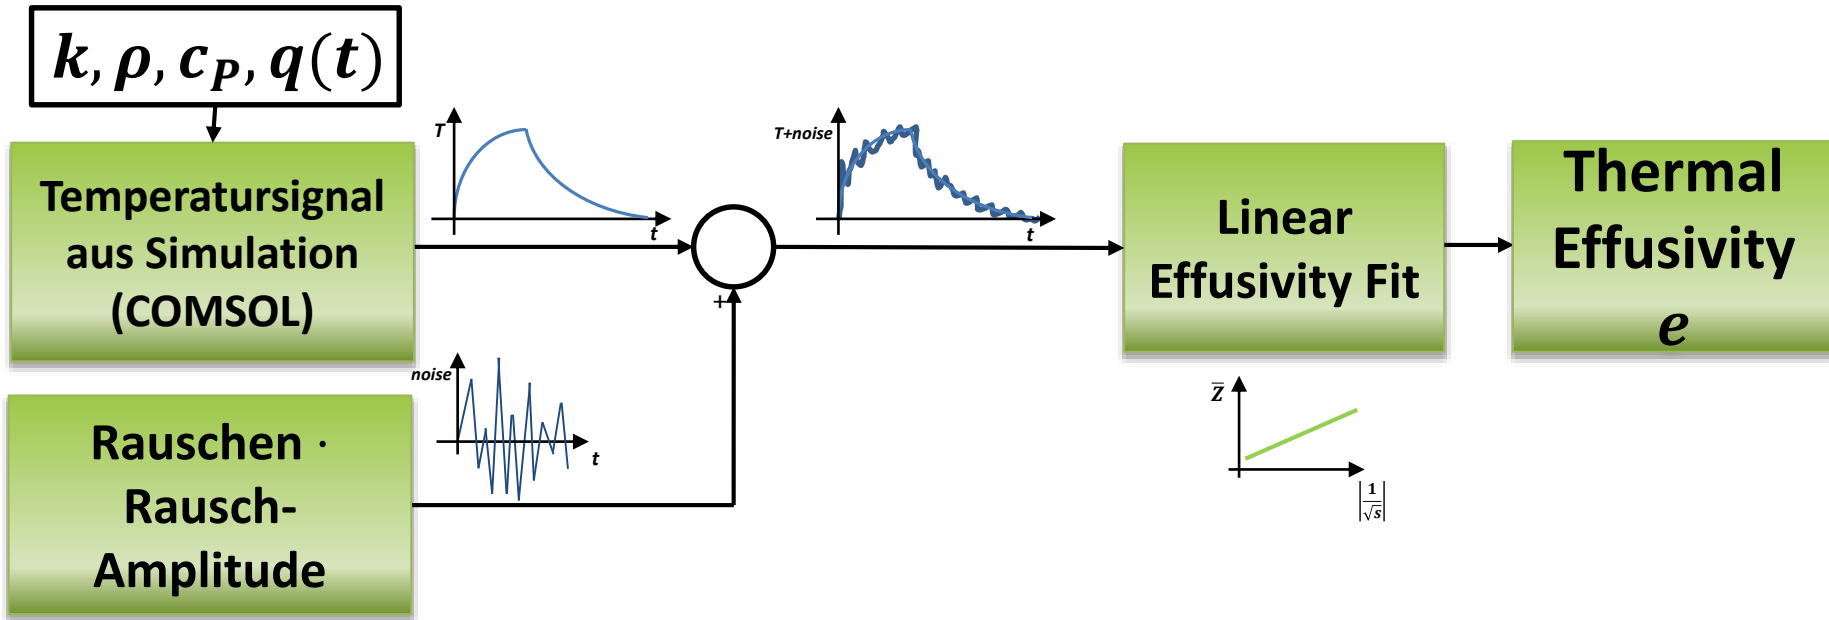 k, ρ, c_P, q(t)
Temperatursignal
aus Simulation
(COMSOL)
T
t
T+noise
t
+
noise
t
Rauschen ·
Rausch-
Amplitude
Linear
Effusivity Fit
Thermal
Effusivity
e
z̅
|1/√s|